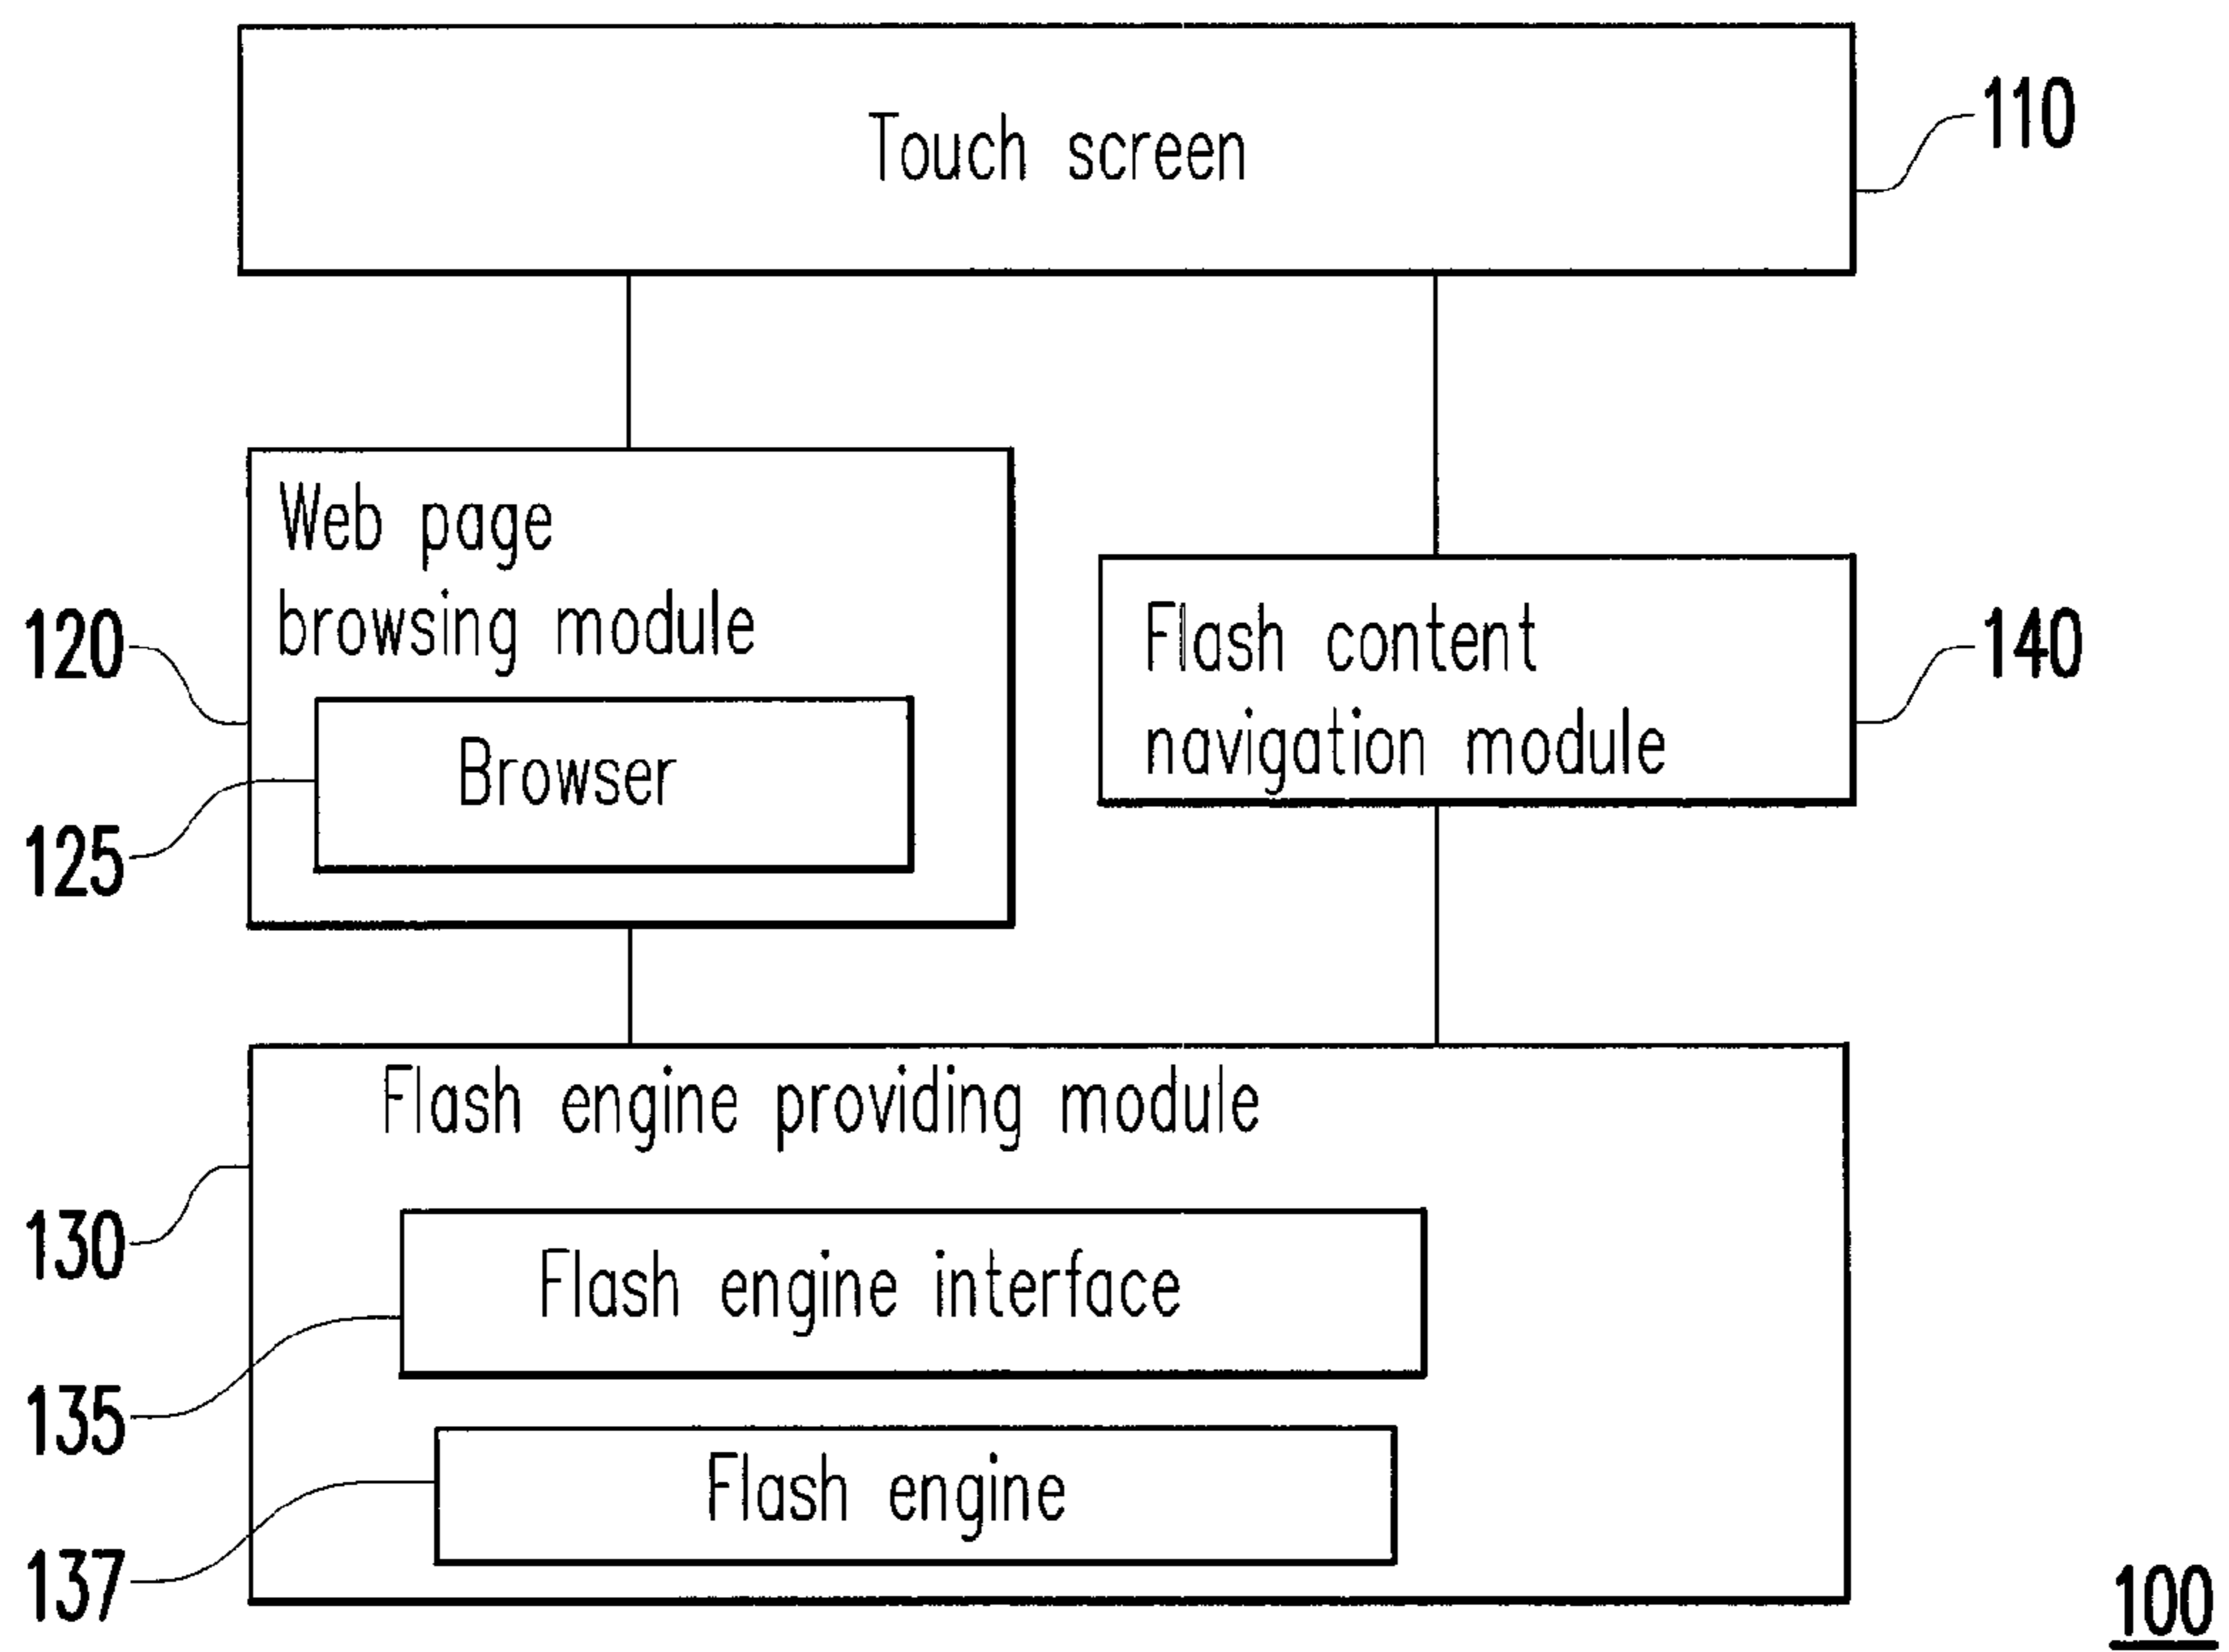 Touch screen
110
Web page
browsing module
120
Browser
125
Flash content
navigation module
140
Flash engine providing module
130
Flash engine interface
135
Flash engine
137
100